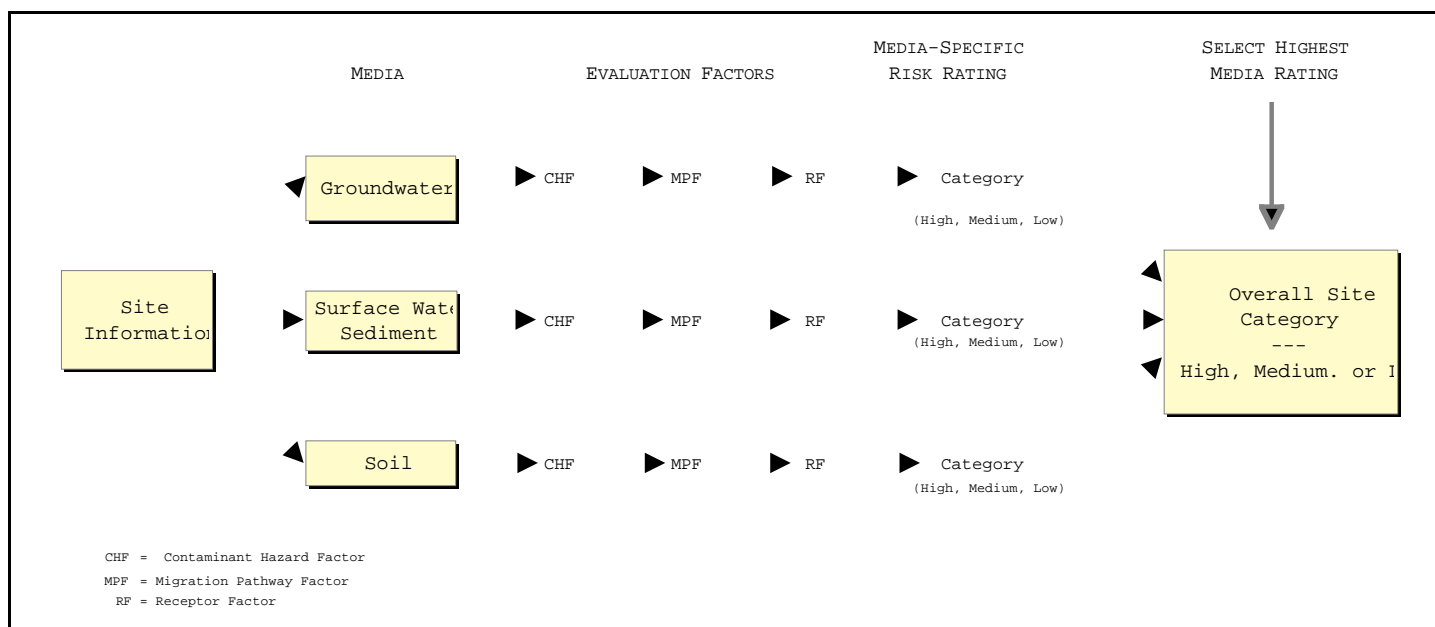 MEDIA-SPECIFIC
SELECT HIGHEST
MEDIA
EVALUATION FACTORS
RISK RATING
MEDIA RATING
Groundwater
CHF
MPF
RF
Category
(High, Medium, Low)
Site
Information
Surface Wate
Sediment
CHF
MPF
RF
Category
(High, Medium, Low)
Overall Site
Category
---
High, Medium. or
Soil
CHF
MPF
RF
Category
(High, Medium, Low)
CHF = Contaminant Hazard Factor
MPF = Migration Pathway Factor
RF = Receptor Factor